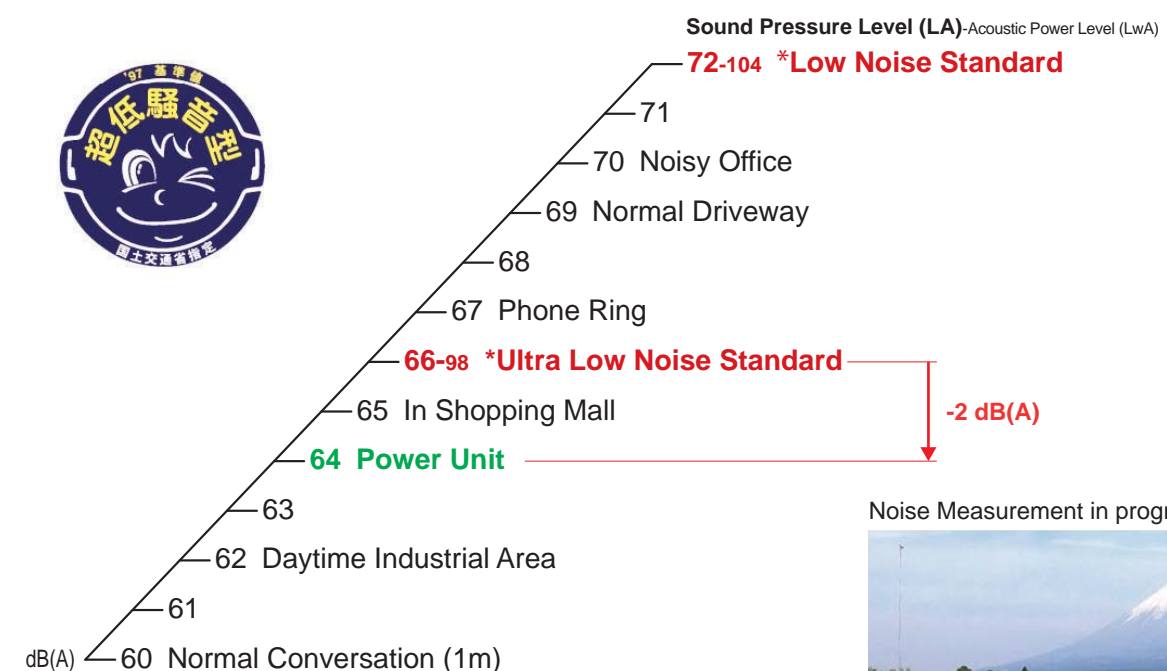 Sound Pressure Level (LA)-Acoustic Power Level (LwA)
72-104 *Low Noise Standard
'97 基準値
超低騒音型
国土交通省指定
71
70 Noisy Office
69 Normal Driveway
68
67 Phone Ring
66-98 *Ultra Low Noise Standard
65 In Shopping Mall
-2 dB(A)
64 Power Unit
63
Noise Measurement in progr
62 Daytime Industrial Area
61
dB(A) 60 Normal Conversation (1m)